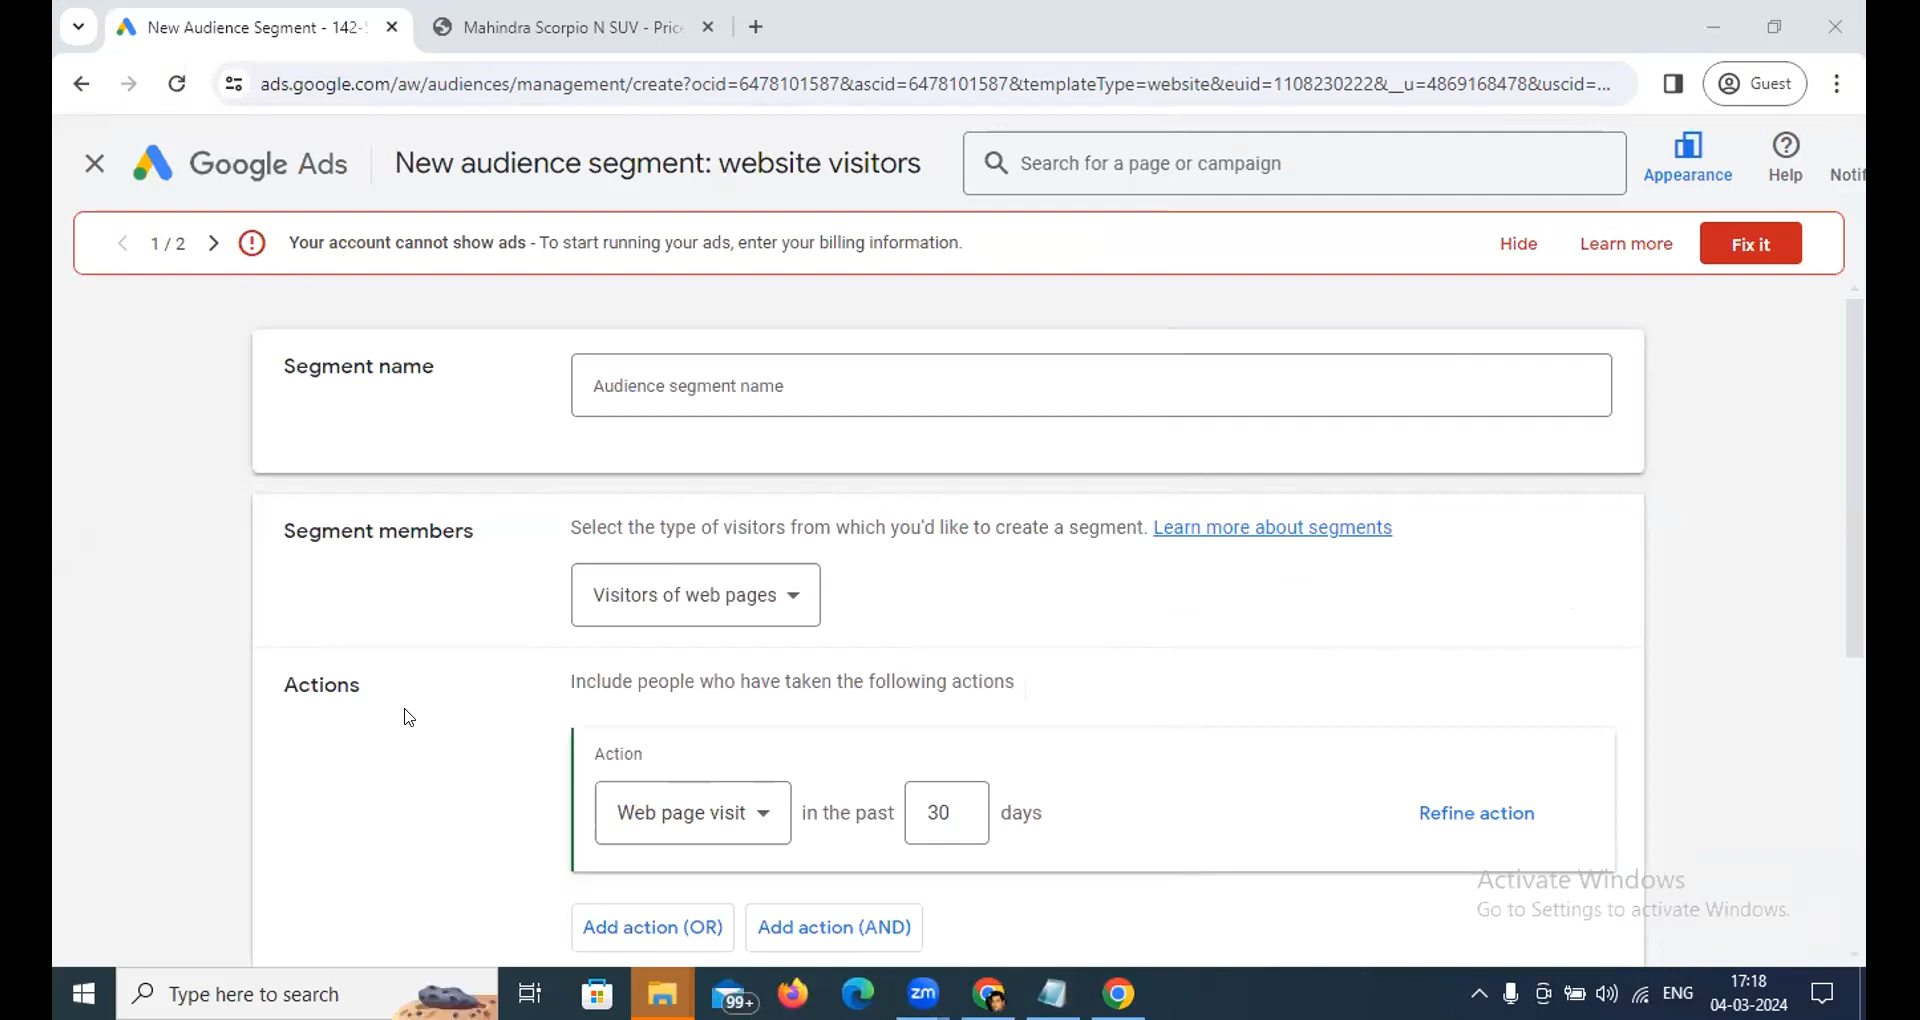 New Audience Segment - 142-
Mahindra Scorpio N SUV - Pric
ads.google.com/aw/audiences/management/create?ocid=6478101587&ascid=6478101587&templateType=website&euid=1108230222&__u=4869168478&uscid=...
Guest
Google Ads
New audience segment: website visitors
Search for a page or campaign
Appearance
Help
Notif
1 / 2
Your account cannot show ads - To start running your ads, enter your billing information.
Hide
Learn more
Fix it
Segment name
Audience segment name
Segment members
Select the type of visitors from which you'd like to create a segment. Learn more about segments
Visitors of web pages
Actions
Include people who have taken the following actions
Action
Web page visit in the past 30 days
Refine action
Activate Windows
Go to Settings to activate Windows.
Add action (OR)
Add action (AND)
Type here to search
99+
zm
ENG
17:18
04-03-2024